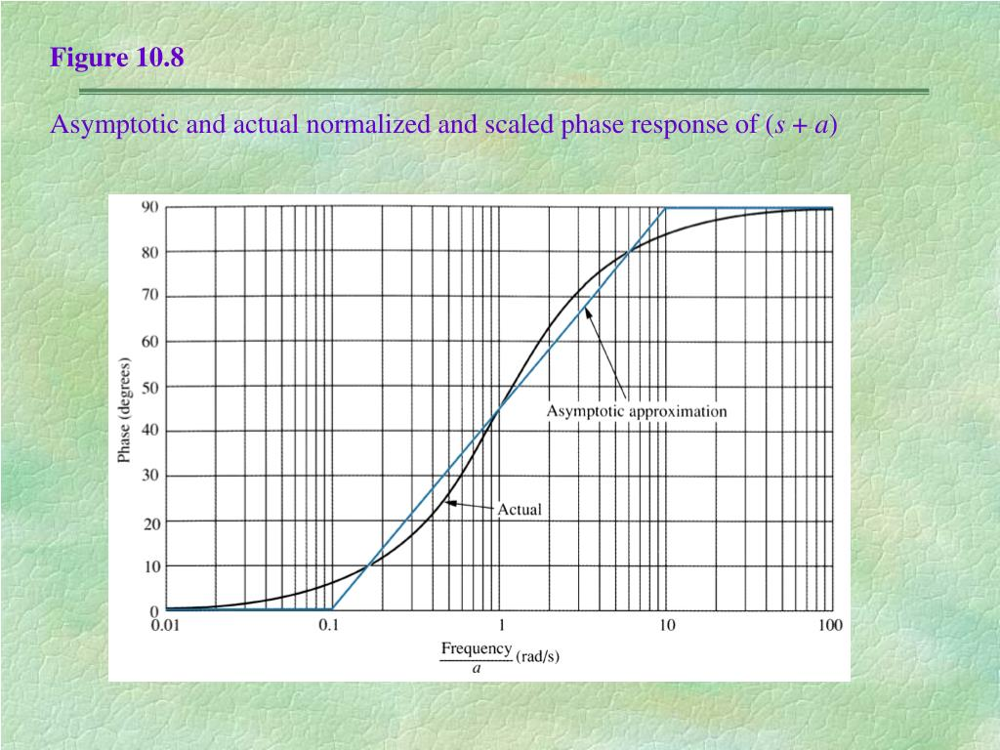 Figure 10.8
Asymptotic and actual normalized and scaled phase response of (s + a)
90
80
70
60
50
40
30
20
10
0
Phase (degrees)
Asymptotic approximation
Actual
0.01 0.1 1 10 100
Frequency
a
(rad/s)